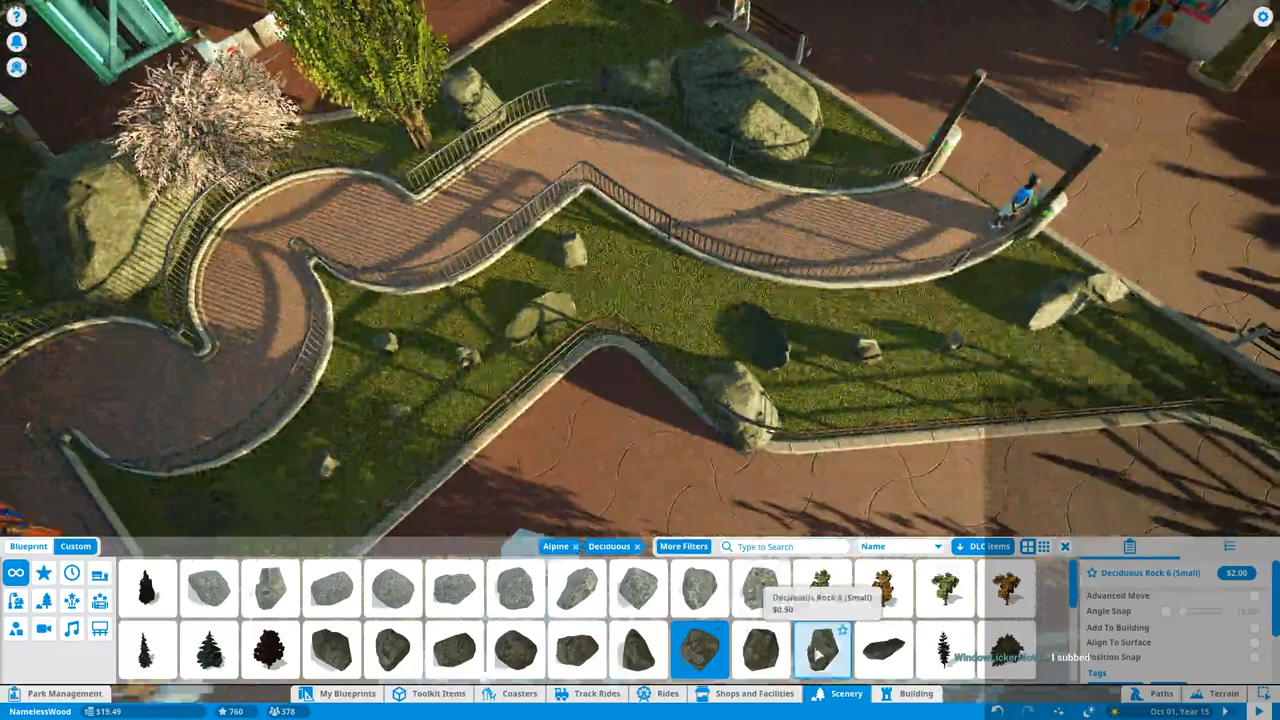 Blueprint Custom Alpine × Deciduous × More Filters Type to Search Name DLC Items
Deciduous Rock 6 (Small) $2.00
Advanced Move
Angle Snap
Add To Building
Align To Surface
Position Snap
Tags
Deciduous Rock 8 (Small)
$0.50
I subbed
Park Management My Blueprints Toolkit Items Coasters Track Rides Rides Shops and Facilities Scenery Building Paths Terrain
NamelessWood $19.49 760 378 Oct 01, Year 15